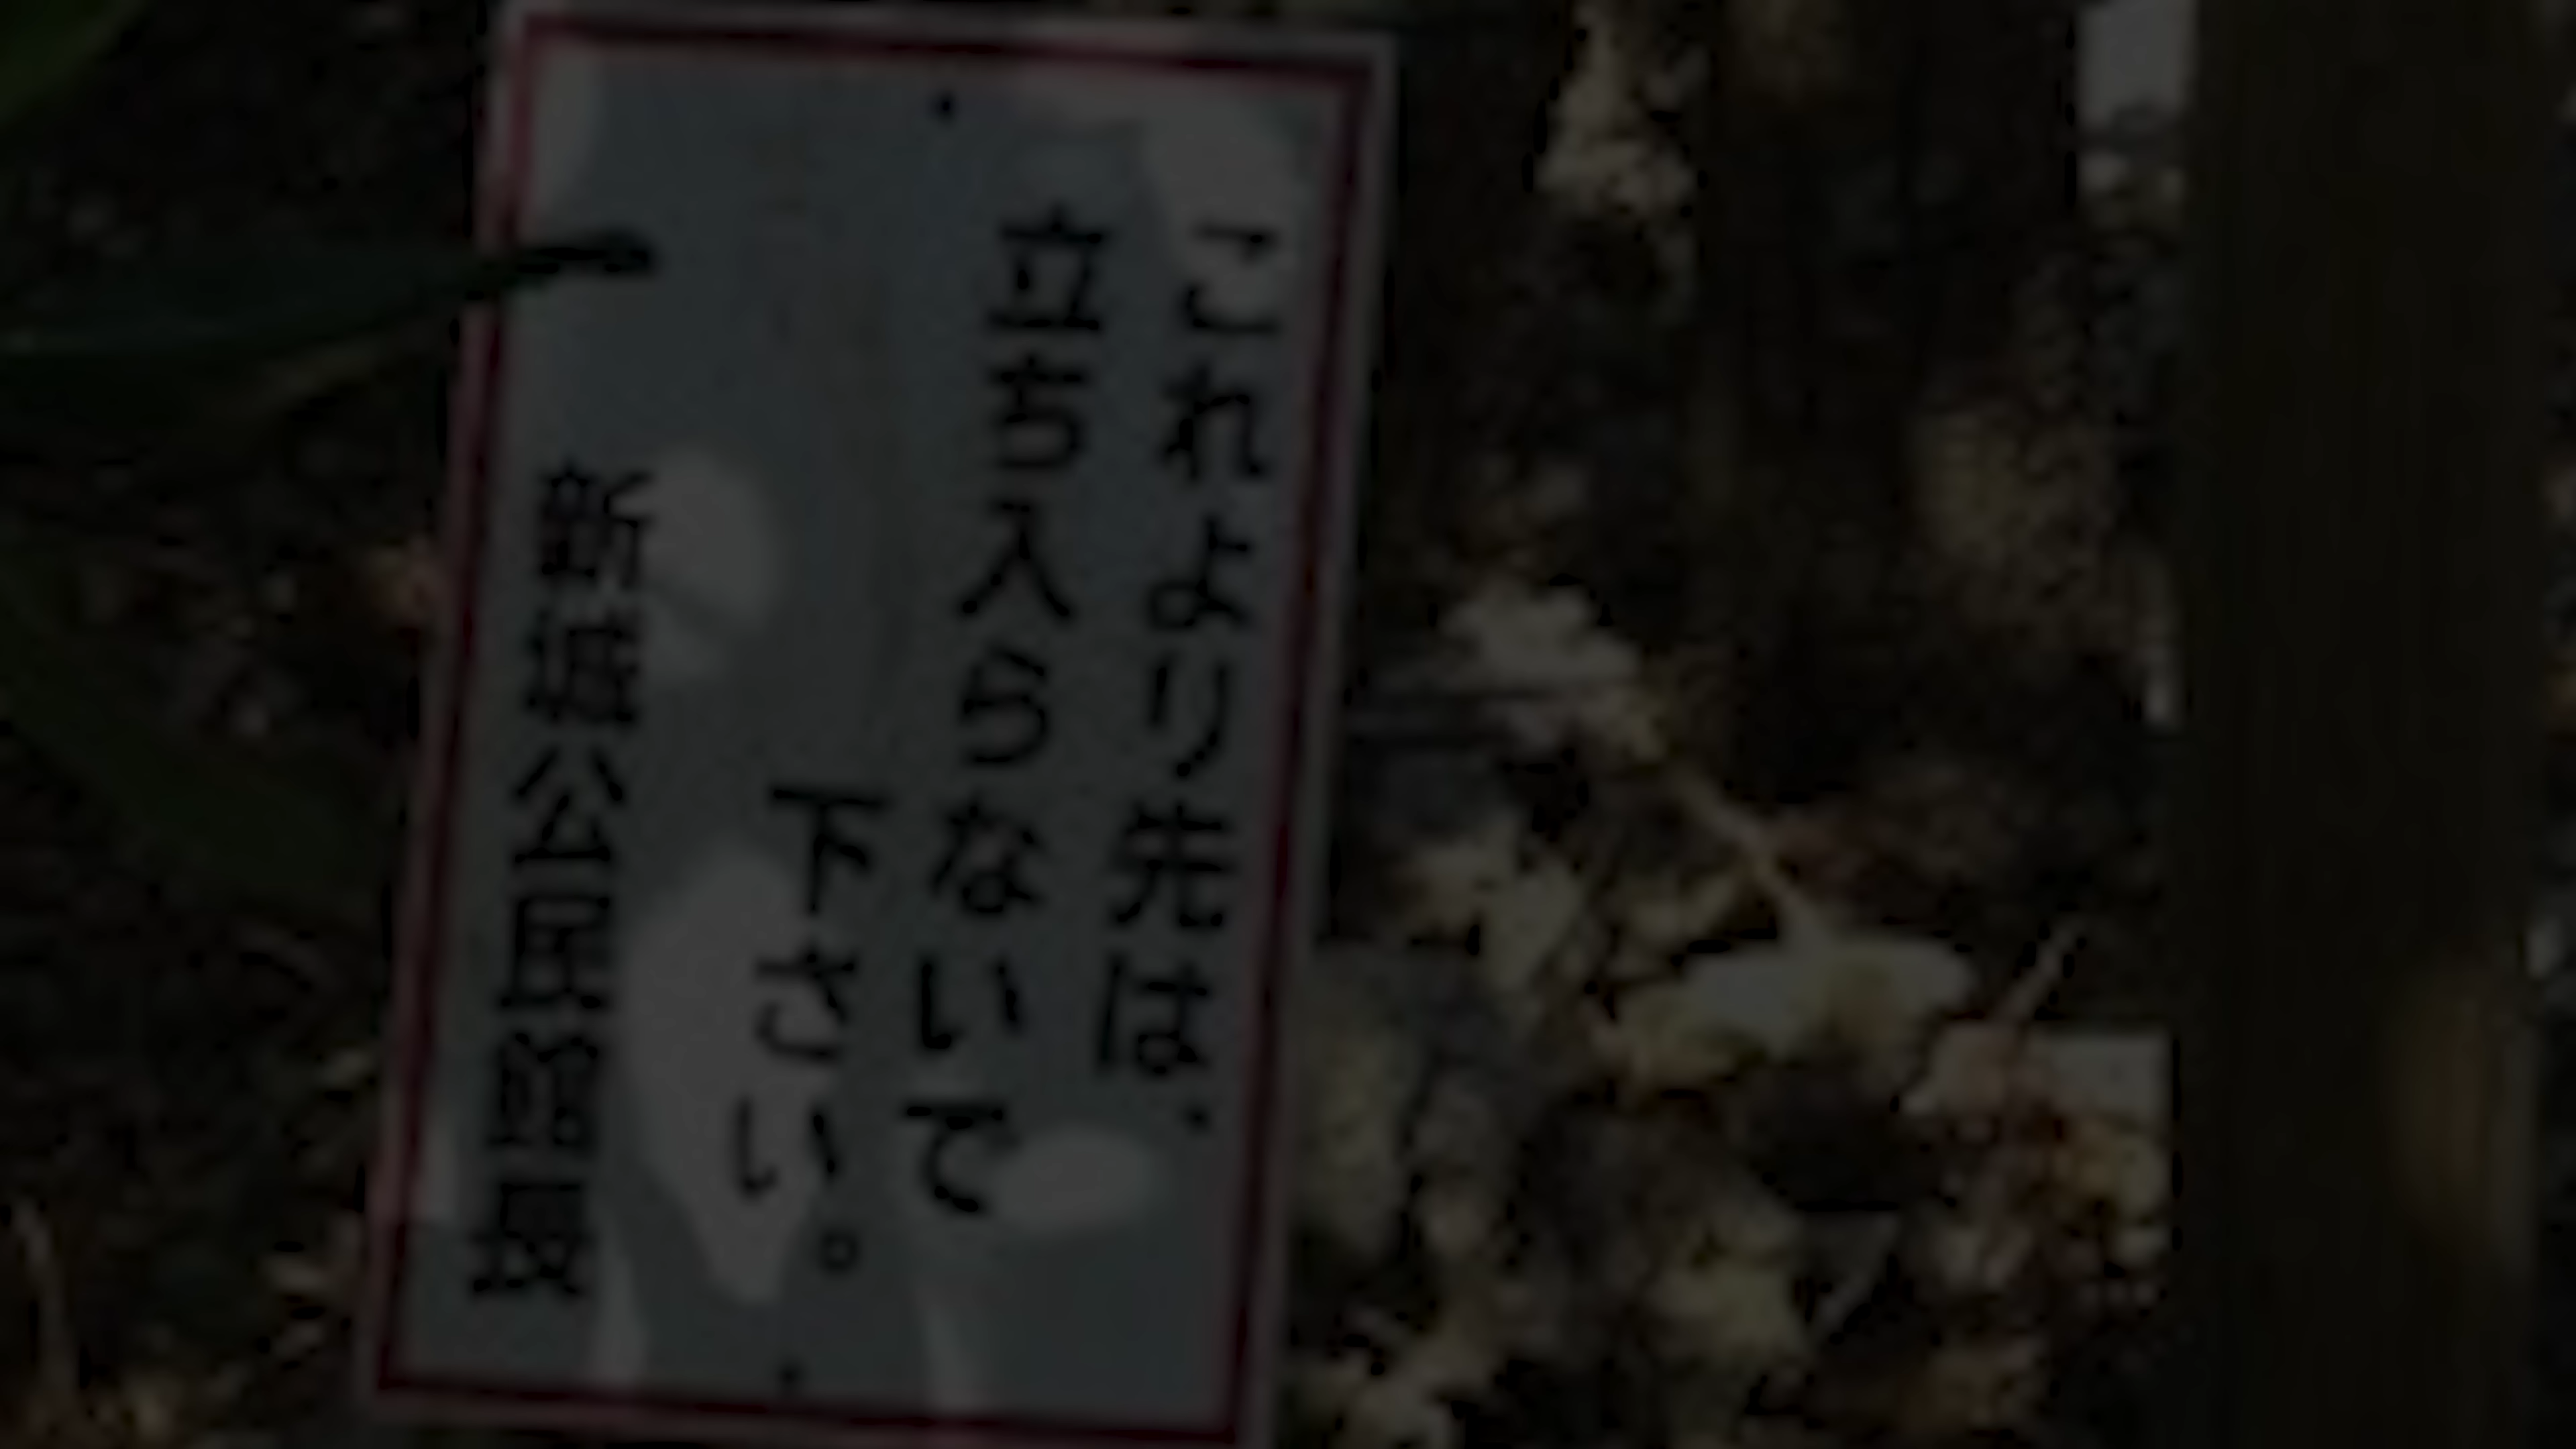 これより先は、
立ち入らないで
下さい。
新城公民館長